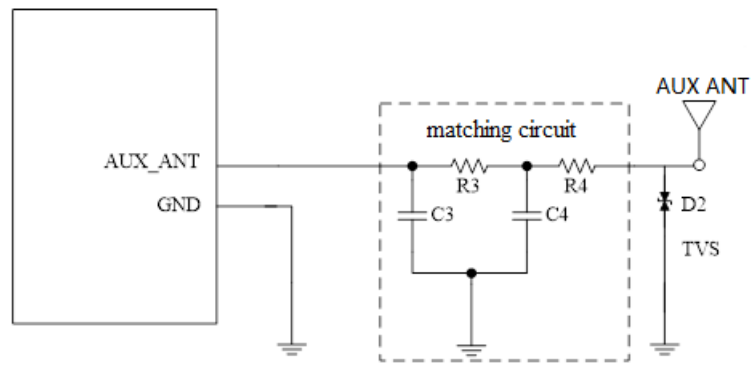 AUX ANT
matching circuit
AUX_ANT
R3
R4
GND
C3
C4
D2
TVS